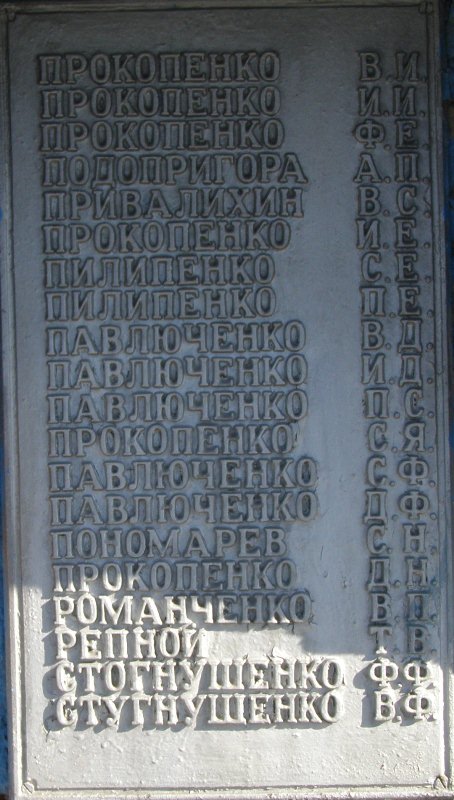 ПРОКОПЕНКО В.И.
ПРОКОПЕНКО И.И.
ПРОКОПЕНКО Ф.Е.
ПОДОПРИГОРА А.П.
ПРИВАЛИХИН В.С.
ПРОКОПЕНКО И.Е.
ПИЛИПЕНКО С.Е.
ПИЛИПЕНКО П.Е.
ПАВЛЮЧЕНКО В.Д.
ПАВЛЮЧЕНКО И.Д.
ПАВЛЮЧЕНКО П.С.
ПРОКОПЕНКО С.Я.
ПАВЛЮЧЕНКО С.Ф.
ПАВЛЮЧЕНКО Д.Ф.
ПОНОМАРЕВ С.Н.
ПРОКОПЕНКО Д.Н.
РОМАНЧЕНКО В.П.
РЕПНОЙ Т.В.
СТОГНУШЕНКО Ф.Ф.
СТУГНУШЕНКО В.Ф.